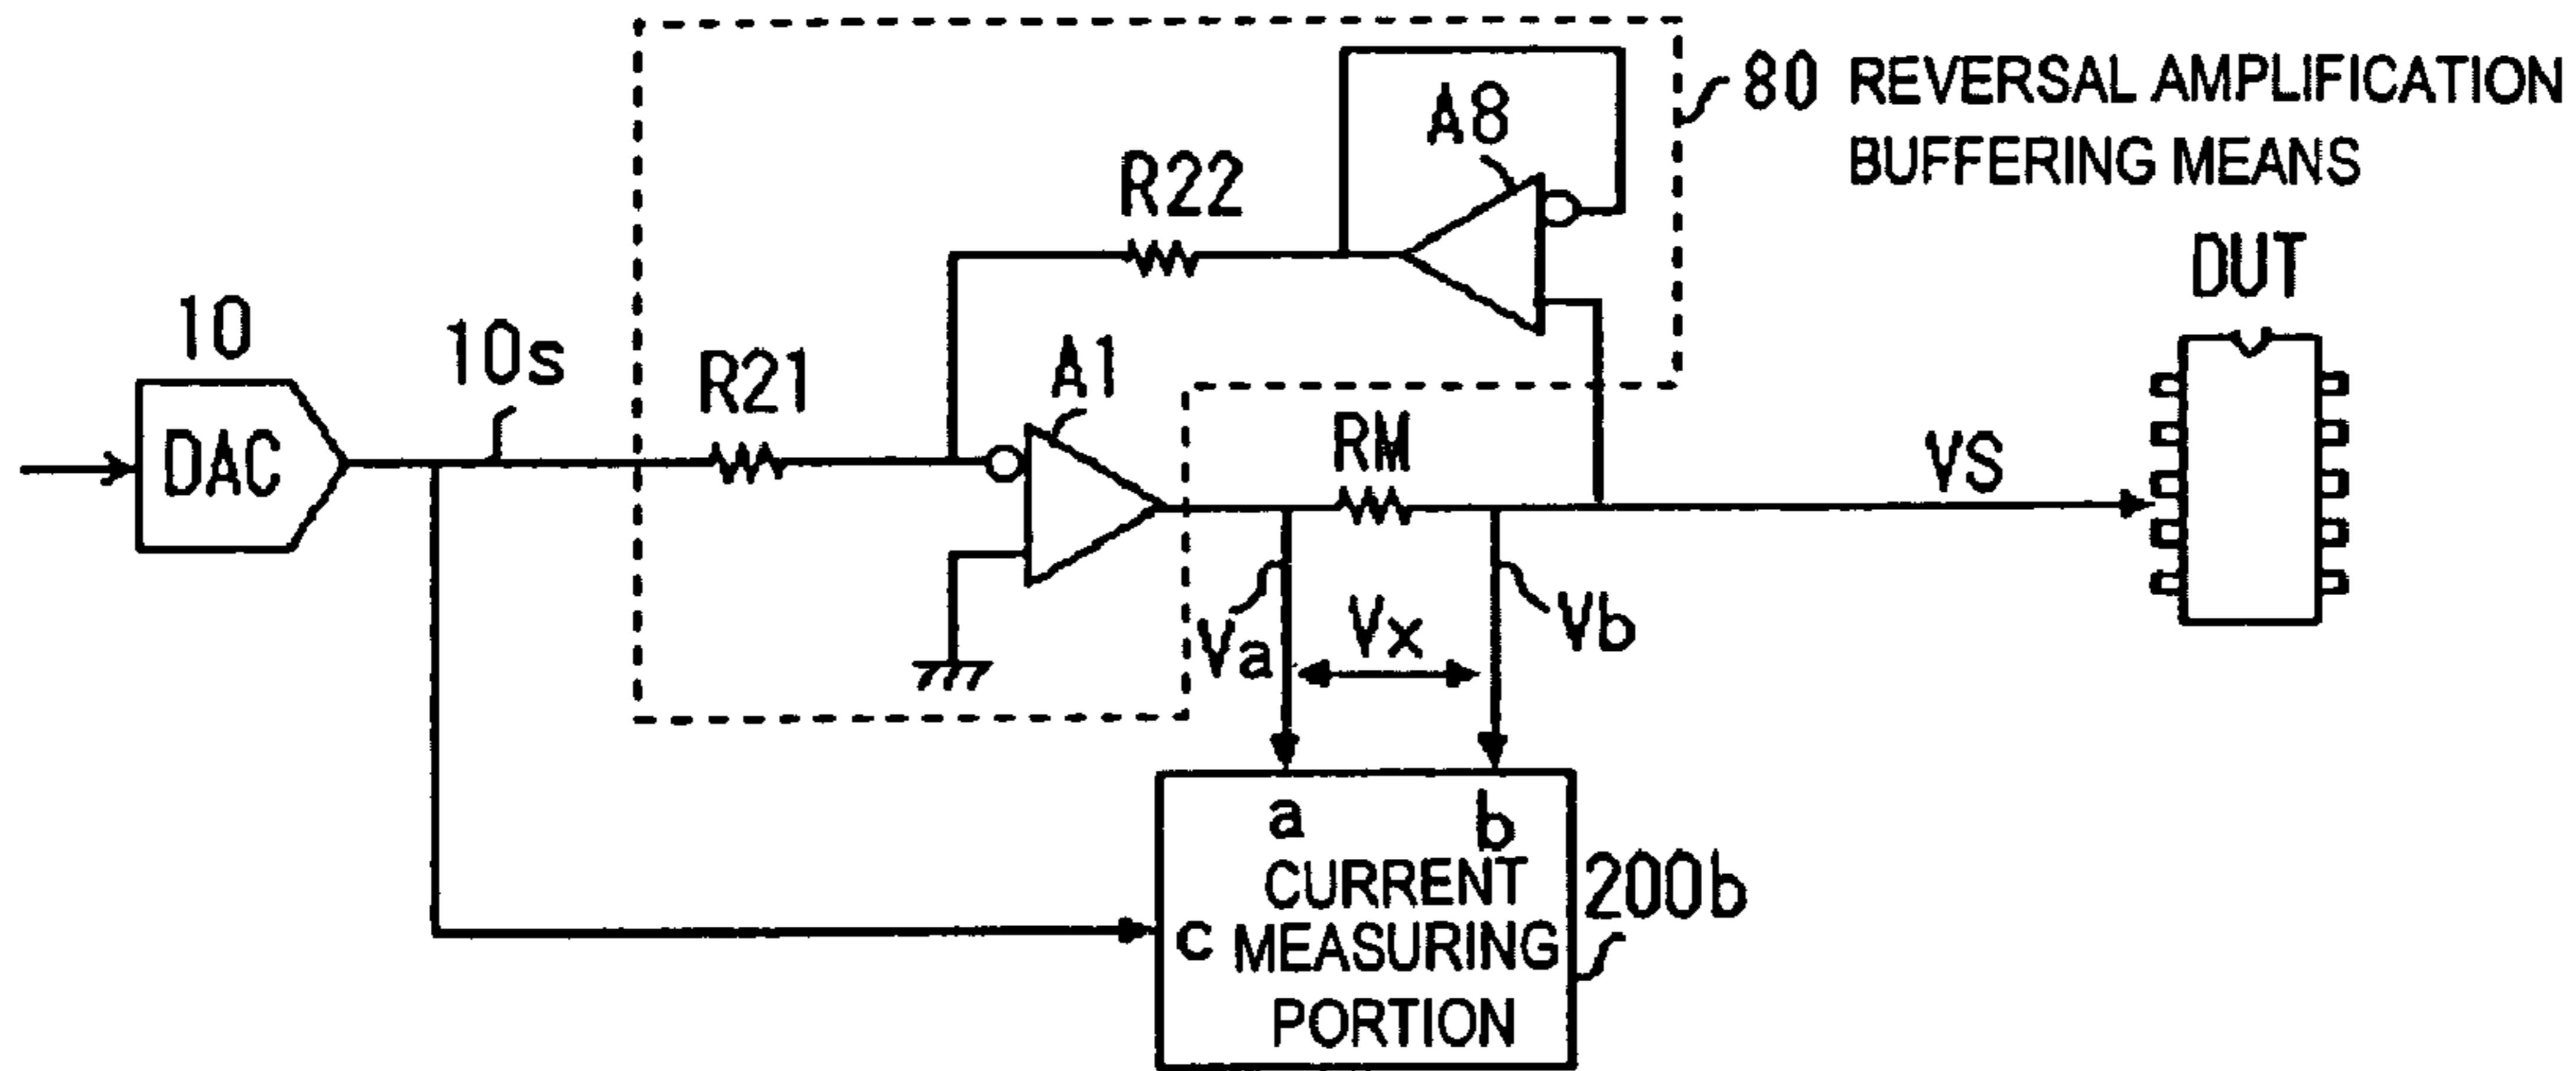 80 REVERSAL AMPLIFICATION
BUFFERING MEANS
A8
R22
DUT
10
10s
R21
A1
RM
DAC
VS
Va
Vx
Vb
a
b
CURRENT
200b
c MEASURING
PORTION